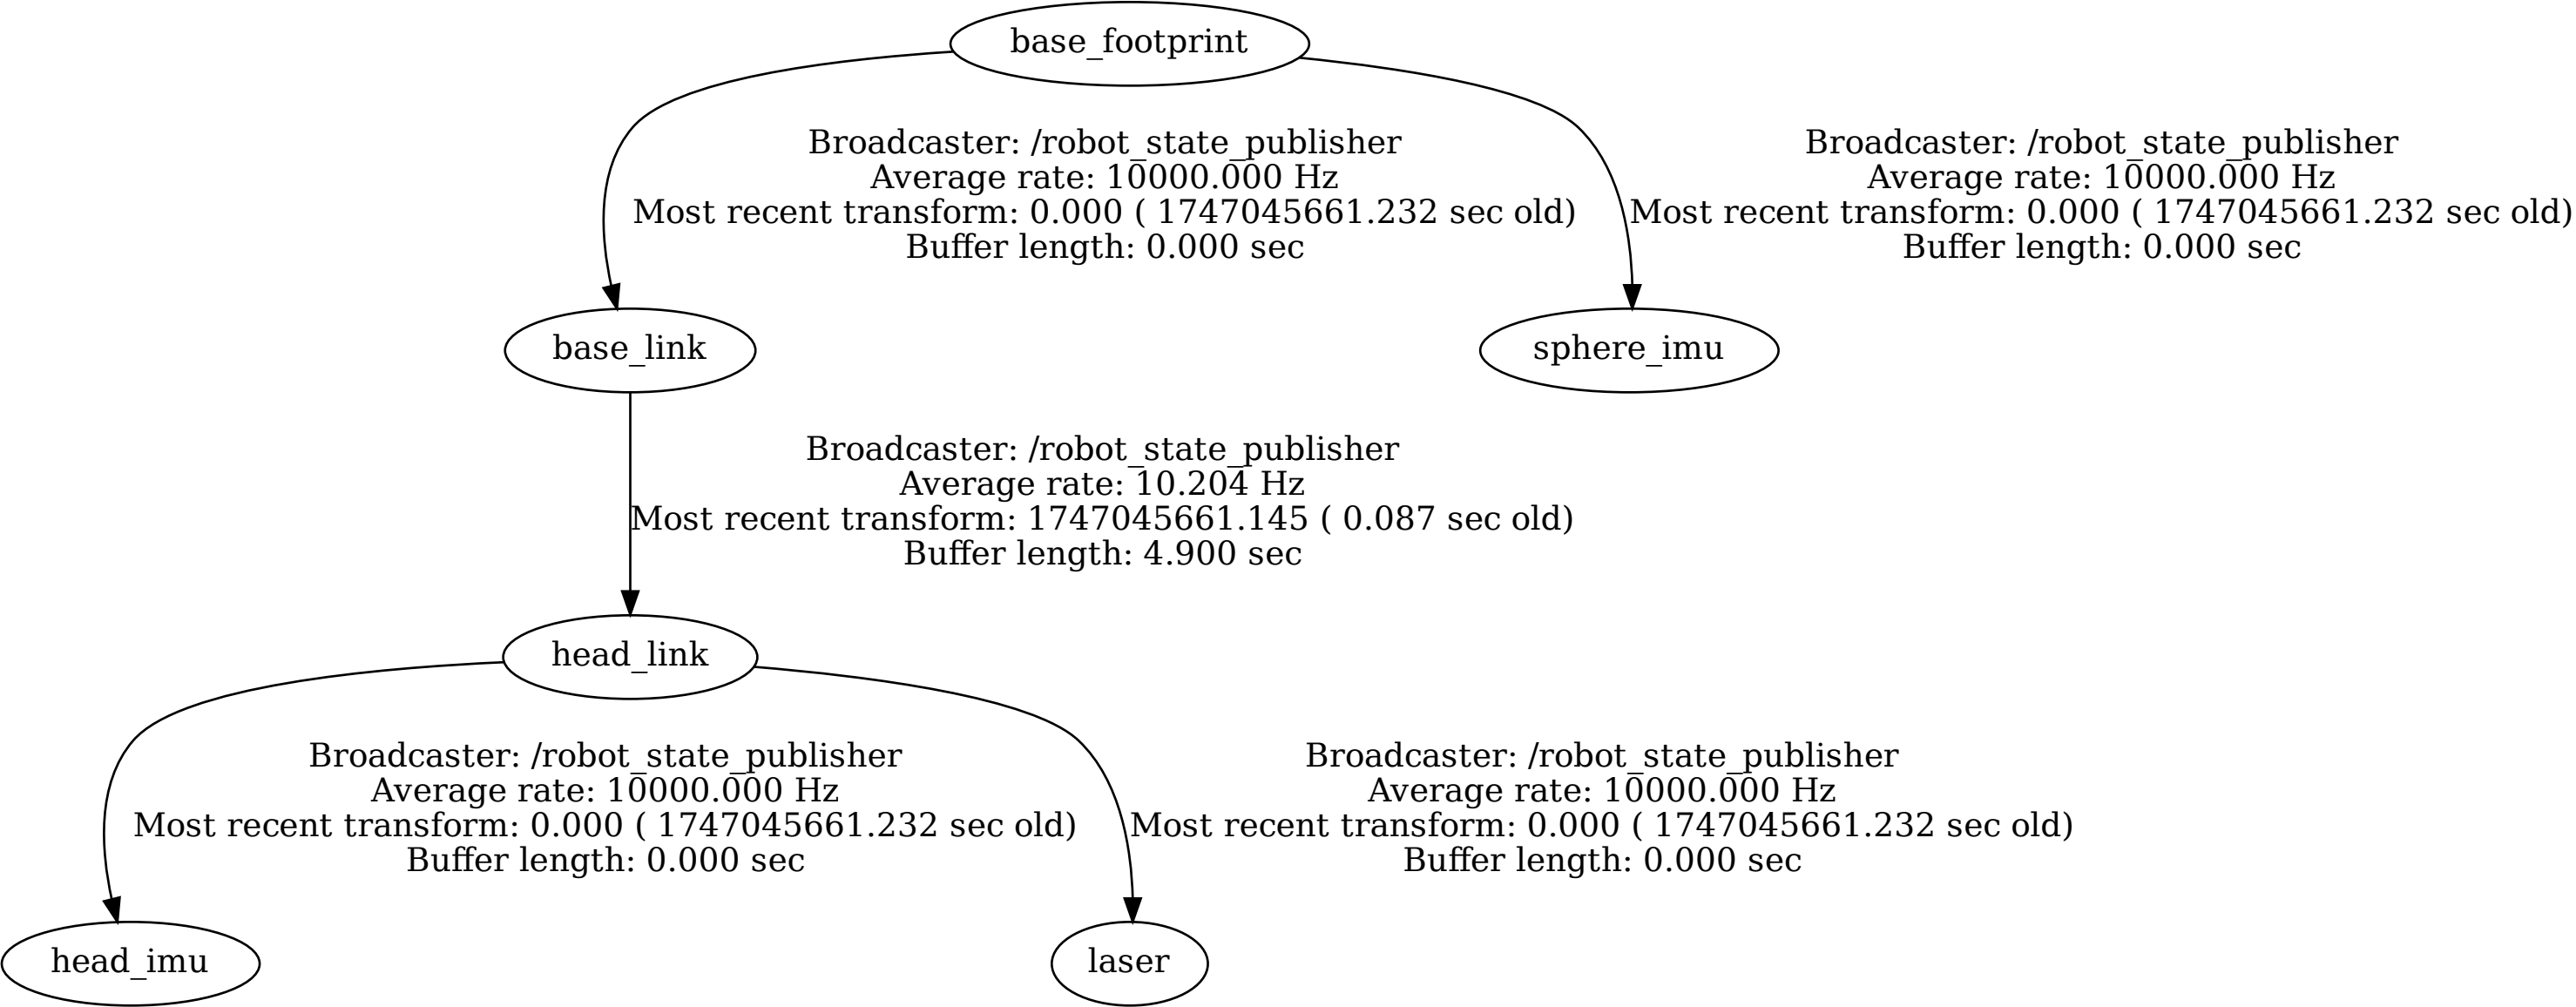 base_footprint
Broadcaster: /robot_state_publisher
Average rate: 10000.000 Hz
Most recent transform: 0.000 ( 1747045661.232 sec old)
Buffer length: 0.000 sec
Broadcaster: /robot_state_publisher
Average rate: 10000.000 Hz
Most recent transform: 0.000 ( 1747045661.232 sec old)
Buffer length: 0.000 sec
base_link
sphere_imu
Broadcaster: /robot_state_publisher
Average rate: 10.204 Hz
Most recent transform: 1747045661.145 ( 0.087 sec old)
Buffer length: 4.900 sec
head_link
Broadcaster: /robot_state_publisher
Average rate: 10000.000 Hz
Most recent transform: 0.000 ( 1747045661.232 sec old)
Buffer length: 0.000 sec
Broadcaster: /robot_state_publisher
Average rate: 10000.000 Hz
Most recent transform: 0.000 ( 1747045661.232 sec old)
Buffer length: 0.000 sec
head_imu
laser